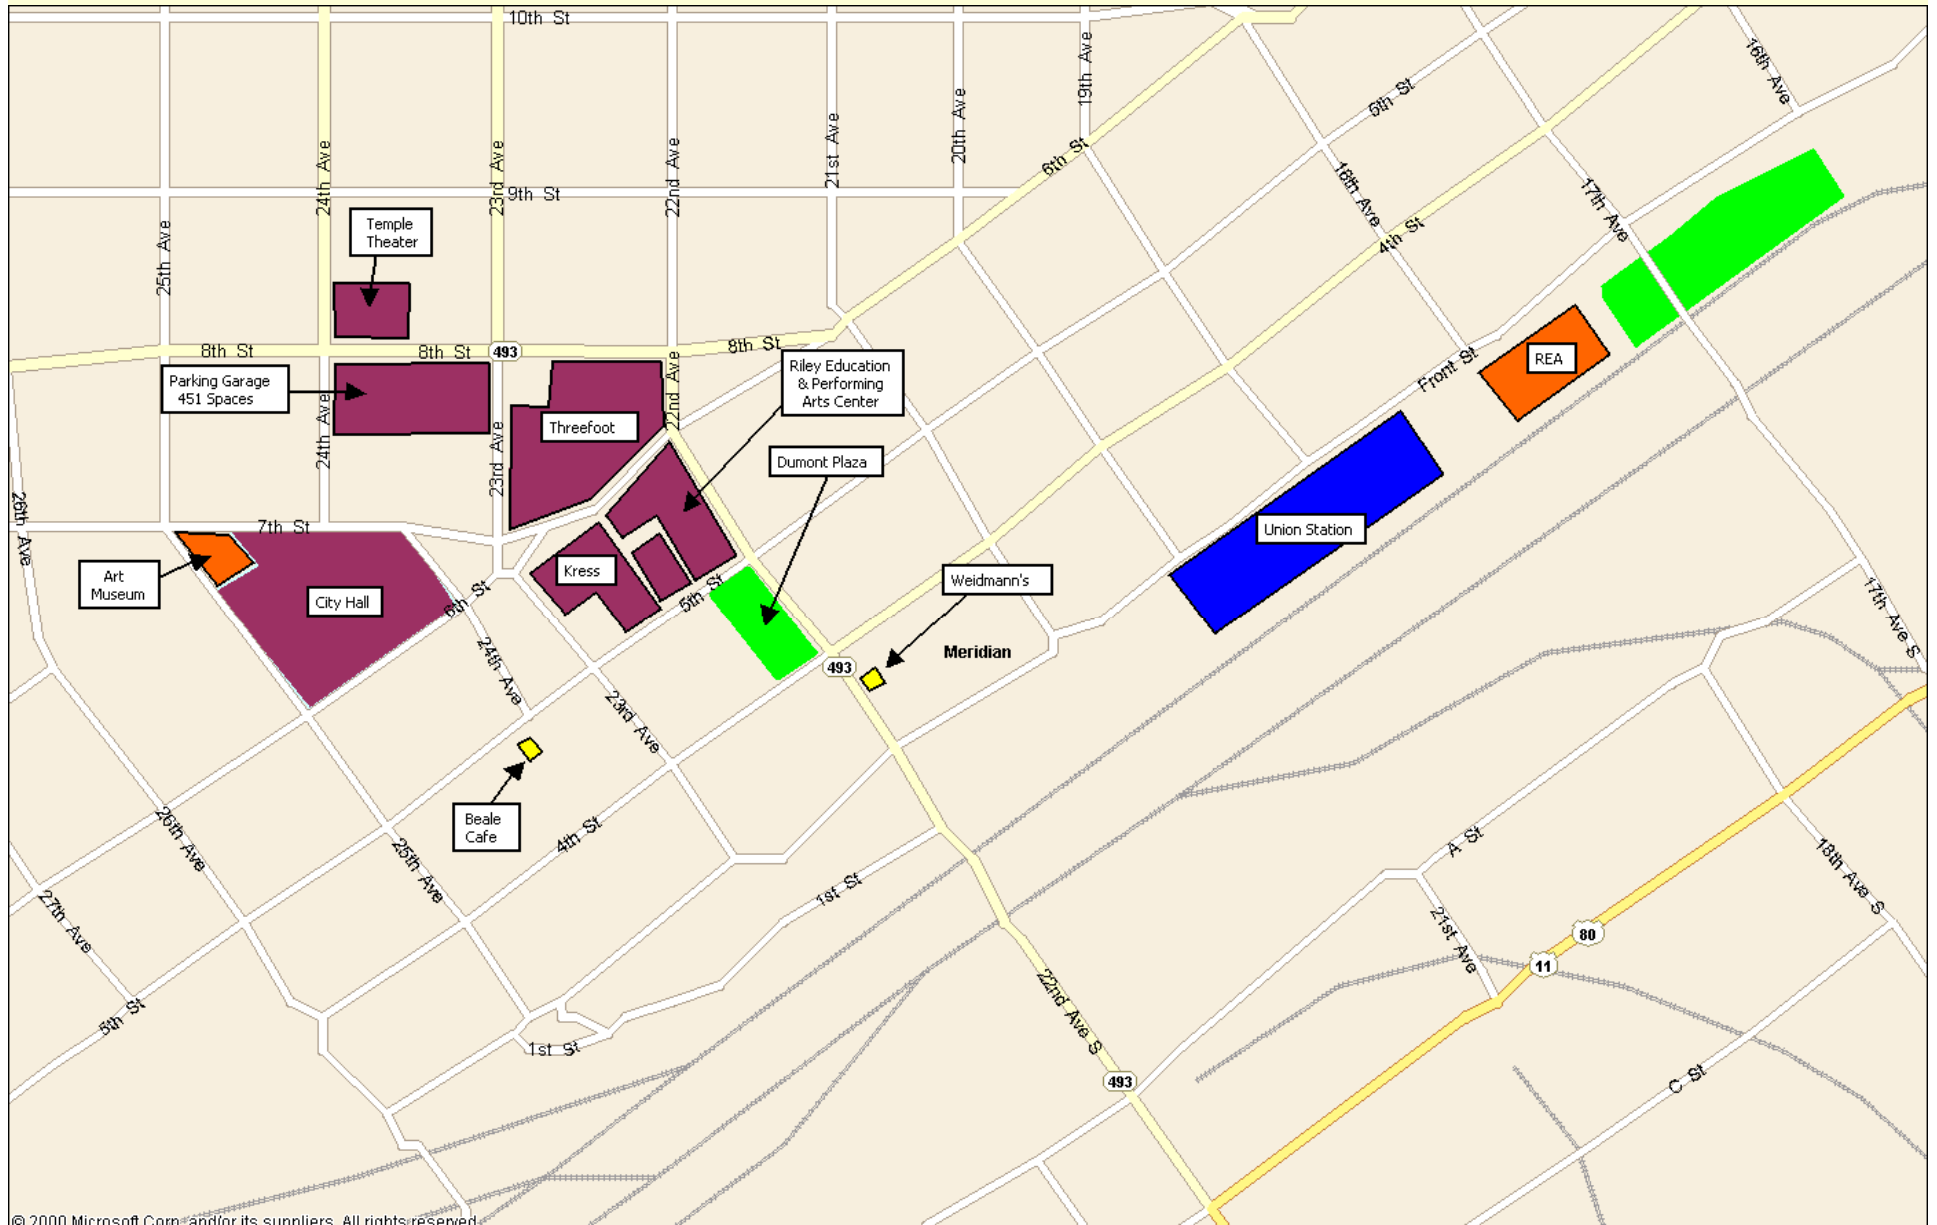 10th St
19th Ave
16th Ave
5th St
24th Ave
23rd Ave
22nd Ave
21st Ave
20th Ave
6th St
9th St
18th Ave
17th Ave
4th St
25th Ave
Temple
Theater
8th St
8th St
493
8th St
22nd Ave
Riley Education
& Performing
Arts Center
REA
Front St
Parking Garage
451 Spaces
24th Ave
23rd Ave
Threefoot
Dumont Plaza
26th Ave
7th St
Union Station
Art
Museum
City Hall
Kress
6th St
5th St
Weidmann's
17th Ave S
Meridian
24th Ave
493
23rd Ave
Beale
Cafe
26th Ave
4th St
25th Ave
A St
18th Ave S
1st St
27th Ave
21st Ave
80
11
5th St
22nd Ave S
1st St
493
C St
© 2000 Microsoft Corp. and/or its suppliers. All rights reserved.